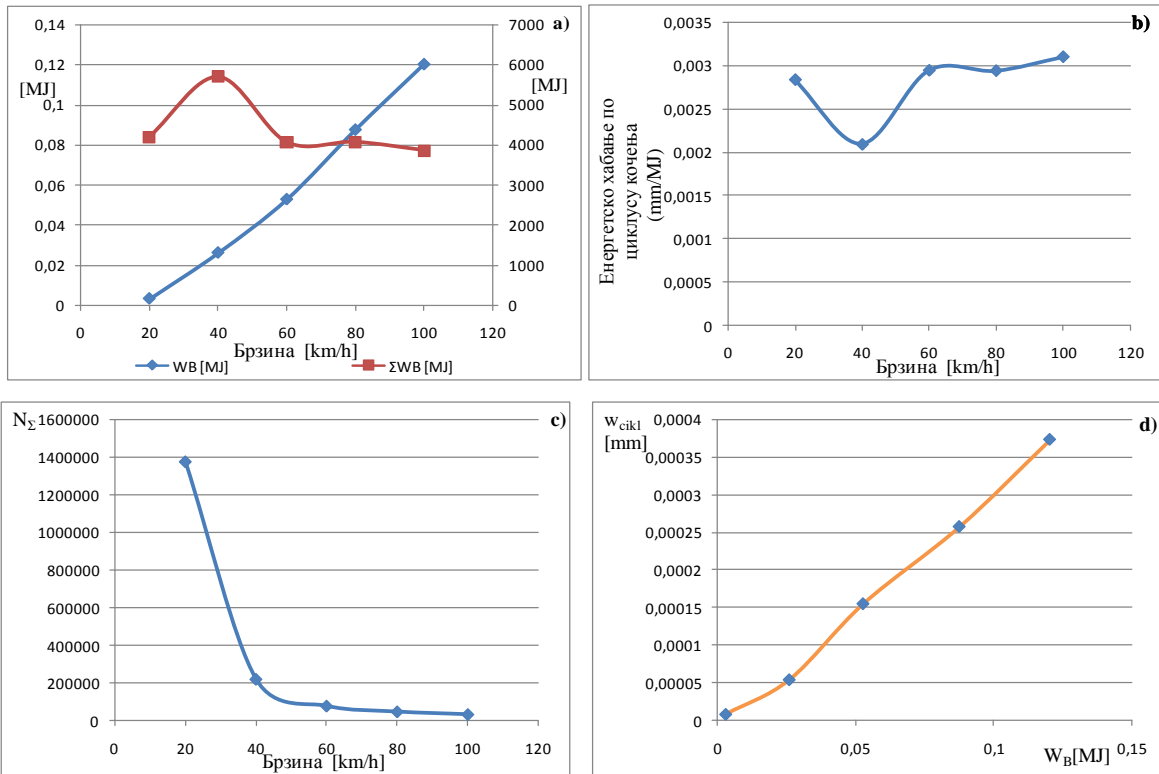 a)
0,14
0,12
[MJ]
0,1
0,08
0,06
0,04
0,02
0
7000
6000
[MJ]
5000
4000
3000
2000
1000
0
0 20 40 60 80 100 120
Брзина [km/h]
WB [MJ] ΣWB [MJ]
b)
Енергетско хабање по
циклусу кочења
(mm/MJ)
0,0035
0,003
0,0025
0,002
0,0015
0,001
0,0005
0
0 20 40 60 80 100 120
Брзина [km/h]
c)
NΣ
1600000
1400000
1200000
1000000
800000
600000
400000
200000
0
0 20 40 60 80 100 120
Брзина [km/h]
d)
wcikl
[mm]
0,0004
0,00035
0,0003
0,00025
0,0002
0,00015
0,0001
0,00005
0
0 0,05 0,1 0,15
WB[MJ]